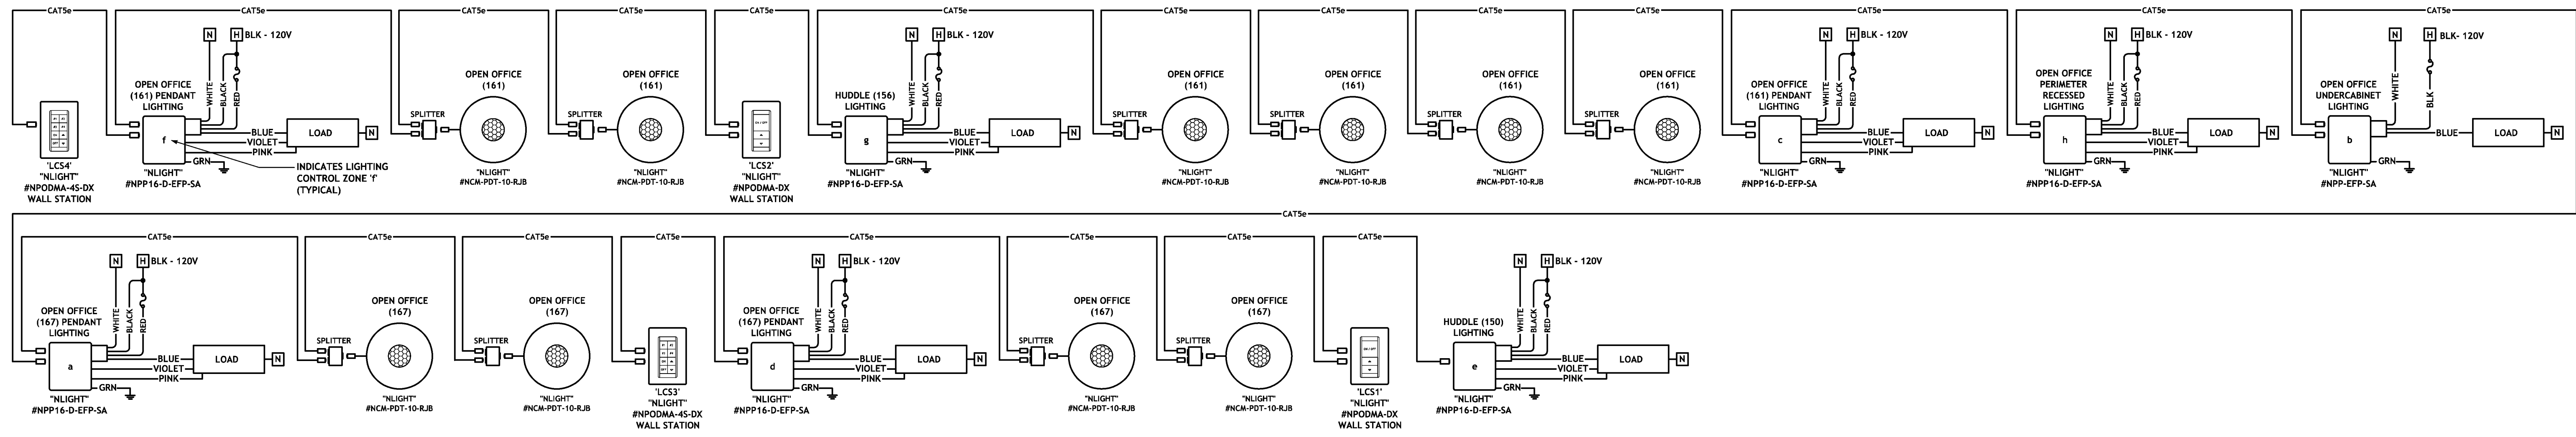 CAT5e
CAT5e
CAT5e
CAT5e
CAT5e
CAT5e
CAT5e
CAT5e
CAT5e
CAT5e
CAT5e
CAT5e
CAT5e
CAT5e
'LCS4'
"NLIGHT"
#NPODMA-4S-DX
WALL STATION
N
H
BLK - 120V
OPEN OFFICE
(161) PENDANT
LIGHTING
WHITE
BLACK
RED
f
BLUE
VIOLET
PINK
GRN
LOAD
N
INDICATES LIGHTING
CONTROL ZONE 'f'
(TYPICAL)
"NLIGHT"
#NPP16-D-EFP-SA
SPLITTER
OPEN OFFICE
(161)
"NLIGHT"
#NCM-PDT-10-RJB
SPLITTER
OPEN OFFICE
(161)
"NLIGHT"
#NCM-PDT-10-RJB
ON / OFF
'LCS2'
"NLIGHT"
#NPODMA-DX
WALL STATION
N
H
BLK - 120V
HUDDLE (156)
LIGHTING
WHITE
BLACK
RED
g
BLUE
VIOLET
PINK
GRN
LOAD
N
"NLIGHT"
#NPP16-D-EFP-SA
SPLITTER
OPEN OFFICE
(161)
"NLIGHT"
#NCM-PDT-10-RJB
SPLITTER
OPEN OFFICE
(161)
"NLIGHT"
#NCM-PDT-10-RJB
SPLITTER
OPEN OFFICE
(161)
"NLIGHT"
#NCM-PDT-10-RJB
SPLITTER
OPEN OFFICE
(161)
"NLIGHT"
#NCM-PDT-10-RJB
N
H
BLK - 120V
OPEN OFFICE
(161) PENDANT
LIGHTING
WHITE
BLACK
RED
c
BLUE
VIOLET
PINK
GRN
LOAD
N
"NLIGHT"
#NPP16-D-EFP-SA
N
H
BLK - 120V
OPEN OFFICE
PERIMETER
RECESSED
LIGHTING
WHITE
BLACK
RED
h
BLUE
VIOLET
PINK
GRN
LOAD
N
"NLIGHT"
#NPP16-D-EFP-SA
N
H
BLK- 120V
OPEN OFFICE
UNDERCABINET
LIGHTING
WHITE
BLK
b
BLUE
GRN
LOAD
N
"NLIGHT"
#NPP-EFP-SA
CAT5e
CAT5e
CAT5e
CAT5e
CAT5e
CAT5e
CAT5e
CAT5e
CAT5e
N
H
BLK - 120V
OPEN OFFICE
(167) PENDANT
LIGHTING
WHITE
BLACK
RED
a
BLUE
VIOLET
PINK
GRN
LOAD
N
"NLIGHT"
#NPP16-D-EFP-SA
SPLITTER
OPEN OFFICE
(167)
"NLIGHT"
#NCM-PDT-10-RJB
SPLITTER
OPEN OFFICE
(167)
"NLIGHT"
#NCM-PDT-10-RJB
'LCS3'
"NLIGHT"
#NPODMA-4S-DX
WALL STATION
N
H
BLK - 120V
OPEN OFFICE
(167) PENDANT
LIGHTING
WHITE
BLACK
RED
d
BLUE
VIOLET
PINK
GRN
LOAD
N
"NLIGHT"
#NPP16-D-EFP-SA
SPLITTER
OPEN OFFICE
(167)
"NLIGHT"
#NCM-PDT-10-RJB
SPLITTER
OPEN OFFICE
(167)
"NLIGHT"
#NCM-PDT-10-RJB
ON / OFF
'LCS1'
"NLIGHT"
#NPODMA-DX
WALL STATION
N
H
BLK - 120V
HUDDLE (150)
LIGHTING
WHITE
BLACK
RED
e
BLUE
VIOLET
PINK
GRN
LOAD
N
"NLIGHT"
#NPP16-D-EFP-SA